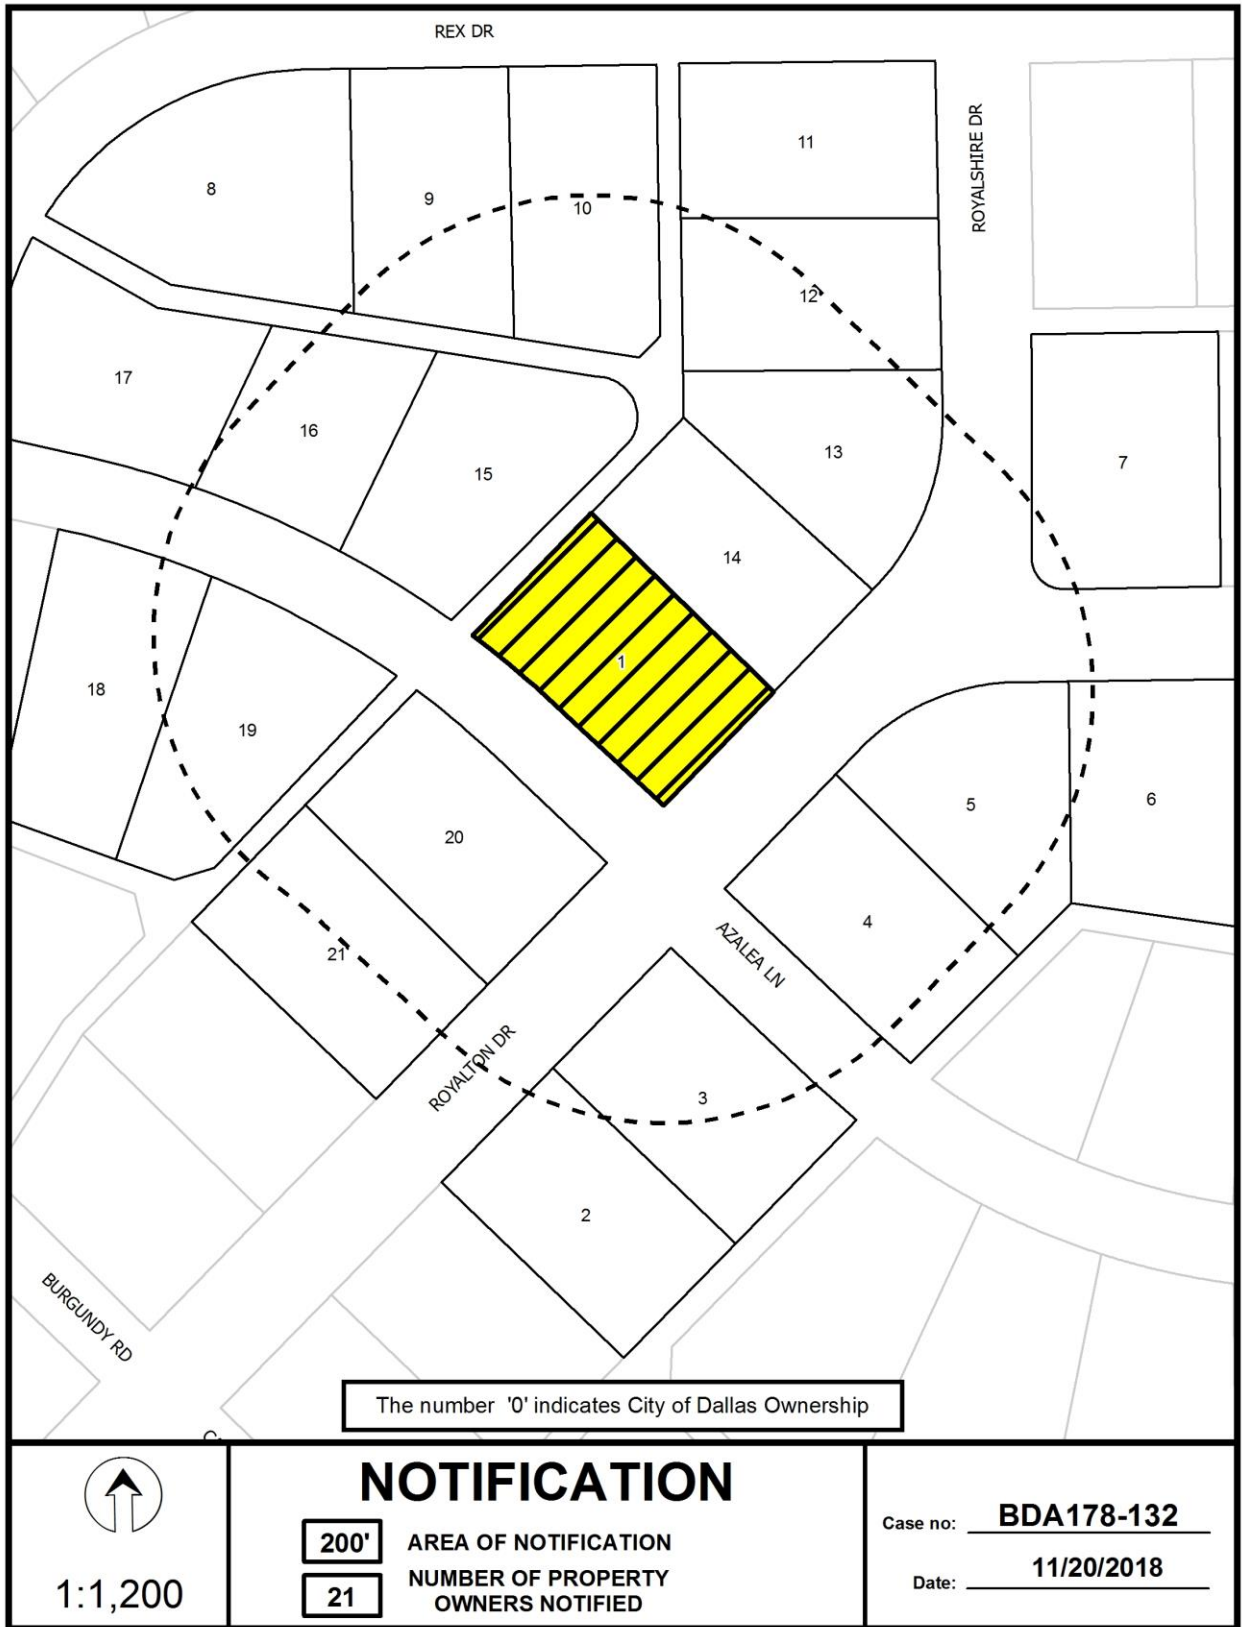 REX DR
ROYALSHIRE DR
11
8
9
10
12
17
16
13
7
15
14
1
18
19
6
5
20
4
21
AZALEA LN
ROYALTON DR
3
2
BURGUNDY RD
The number '0' indicates City of Dallas Ownership
NOTIFICATION
200' AREA OF NOTIFICATION
21 NUMBER OF PROPERTY
OWNERS NOTIFIED
1:1,200
Case no: BDA178-132
Date: 11/20/2018